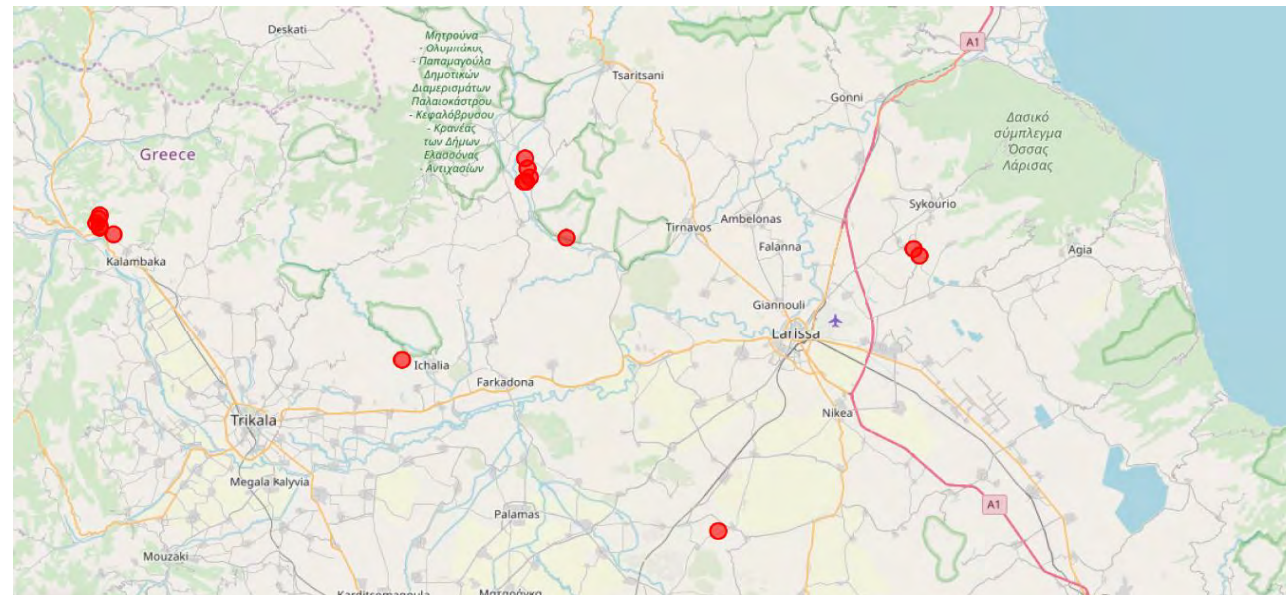 Deskati
Μητρούνα
- Ολυμπιάκος
- Παπαμαγούλα
Δημοτικών
Διαμερισμάτων
Παλαιοκάστρου
- Κεφαλόβρυσου
- Κρανέας
των Δήμων
Ελασσόνας
- Αντιχασίων
Tsaritsani
A1
Gonni
Δασικό
σύμπλεγμα
Όσσας
Λάρισας
Greece
Sykourio
Tirnavos
Ambelonas
Falanna
Agia
Kalambaka
Giannouli
Larissa
Ichalia
Farkadona
Trikala
Nikea
Megala Kalyvia
Palamas
A1
Mouzaki